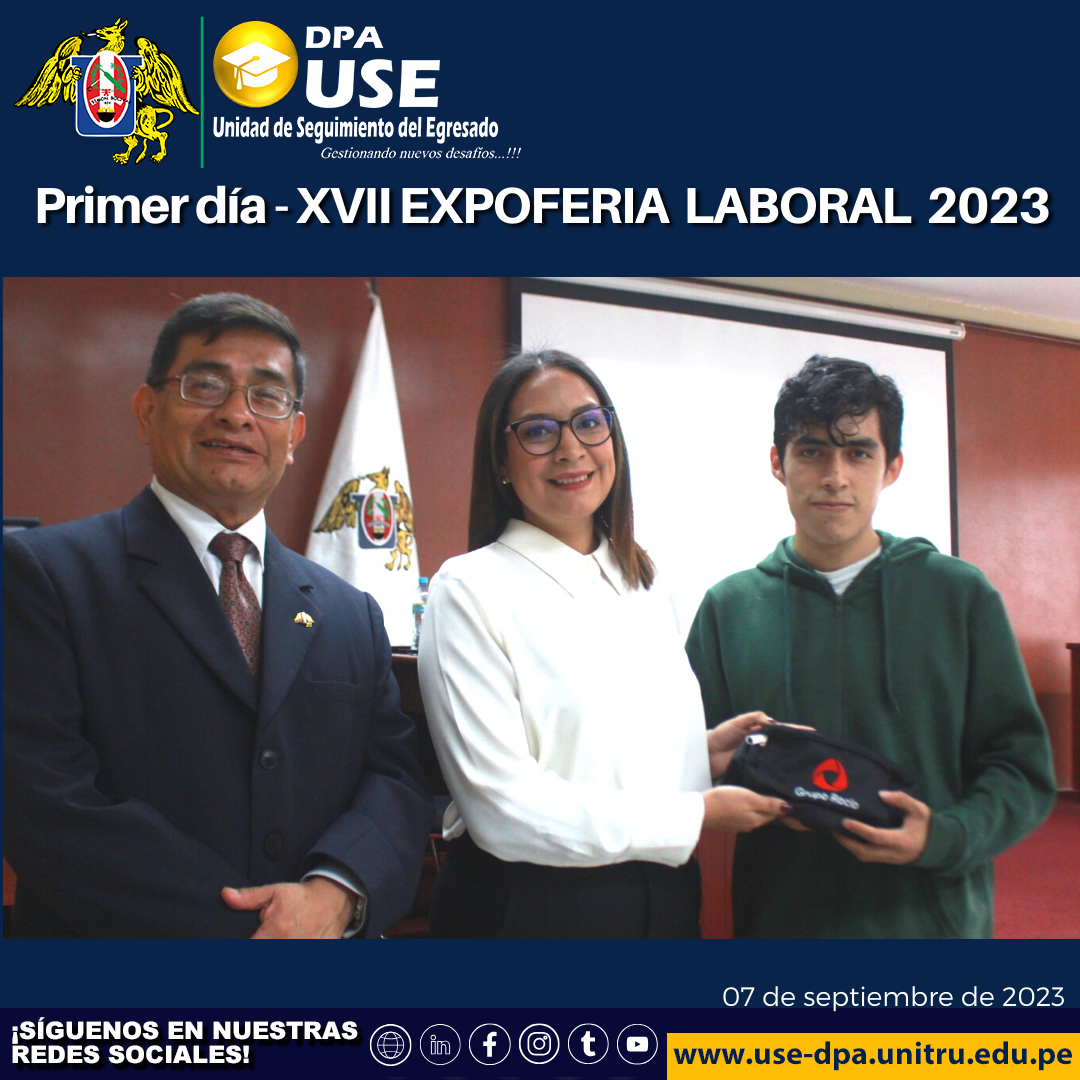 DPA
USE
Unidad de Seguimiento del Egresado
Gestionando nuevos desafíos...!!!
Primer día - XVII EXPOFERIA LABORAL 2023
Grupo Rocio
07 de septiembre de 2023
¡SÍGUENOS EN NUESTRAS
REDES SOCIALES!
www.use-dpa.unitru.edu.pe